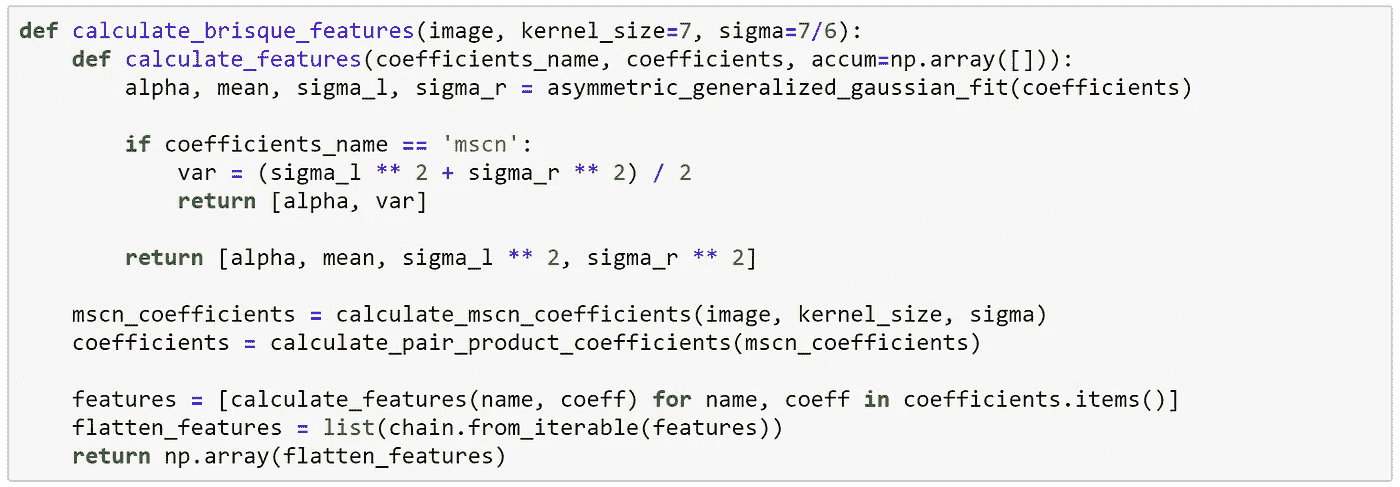 def calculate_brisque_features(image, kernel_size=7, sigma=7/6):
    def calculate_features(coefficients_name, coefficients, accum=np.array([])):
        alpha, mean, sigma_l, sigma_r = asymmetric_generalized_gaussian_fit(coefficients)

        if coefficients_name == 'mscn':
            var = (sigma_l ** 2 + sigma_r ** 2) / 2
            return [alpha, var]

        return [alpha, mean, sigma_l ** 2, sigma_r ** 2]

    mscn_coefficients = calculate_mscn_coefficients(image, kernel_size, sigma)
    coefficients = calculate_pair_product_coefficients(mscn_coefficients)

    features = [calculate_features(name, coeff) for name, coeff in coefficients.items()]
    flatten_features = list(chain.from_iterable(features))
    return np.array(flatten_features)